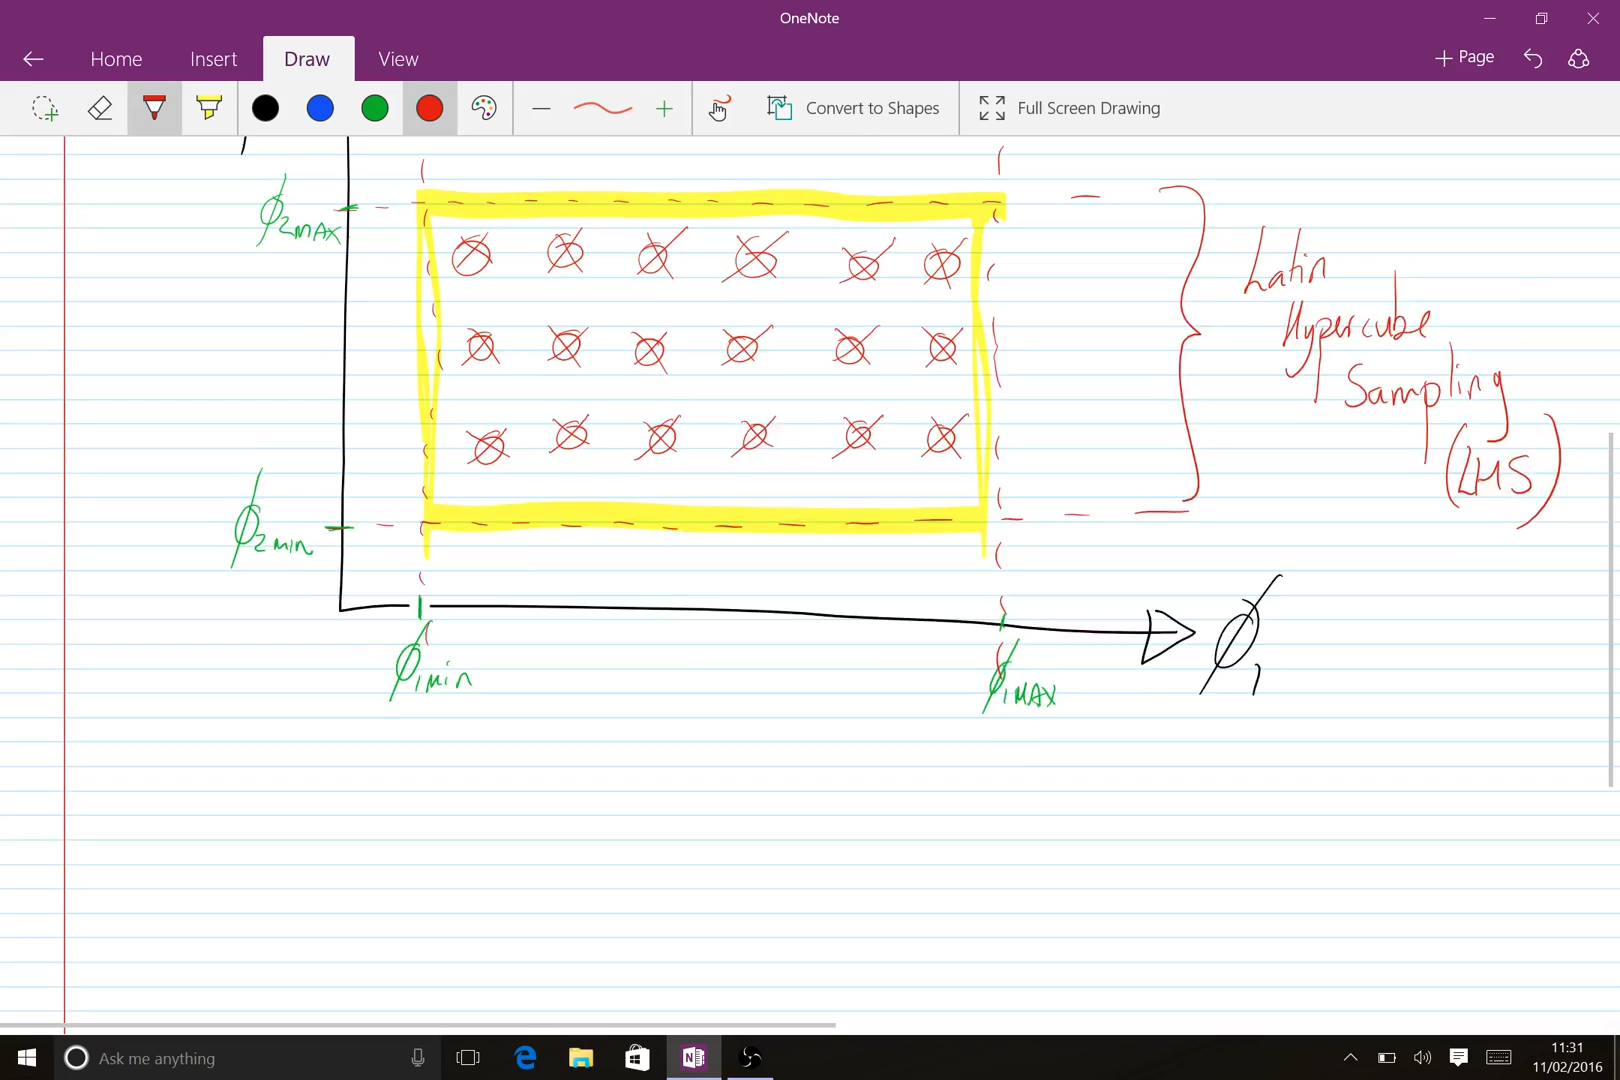 OneNote
Home Insert Draw View
Page
Convert to Shapes
Full Screen Drawing
ϕ2MAX
Latin
Hypercube
Sampling
(LHS)
ϕ2min
ϕ1
ϕ1min
ϕ1MAX
Ask me anything
11:31
11/02/2016